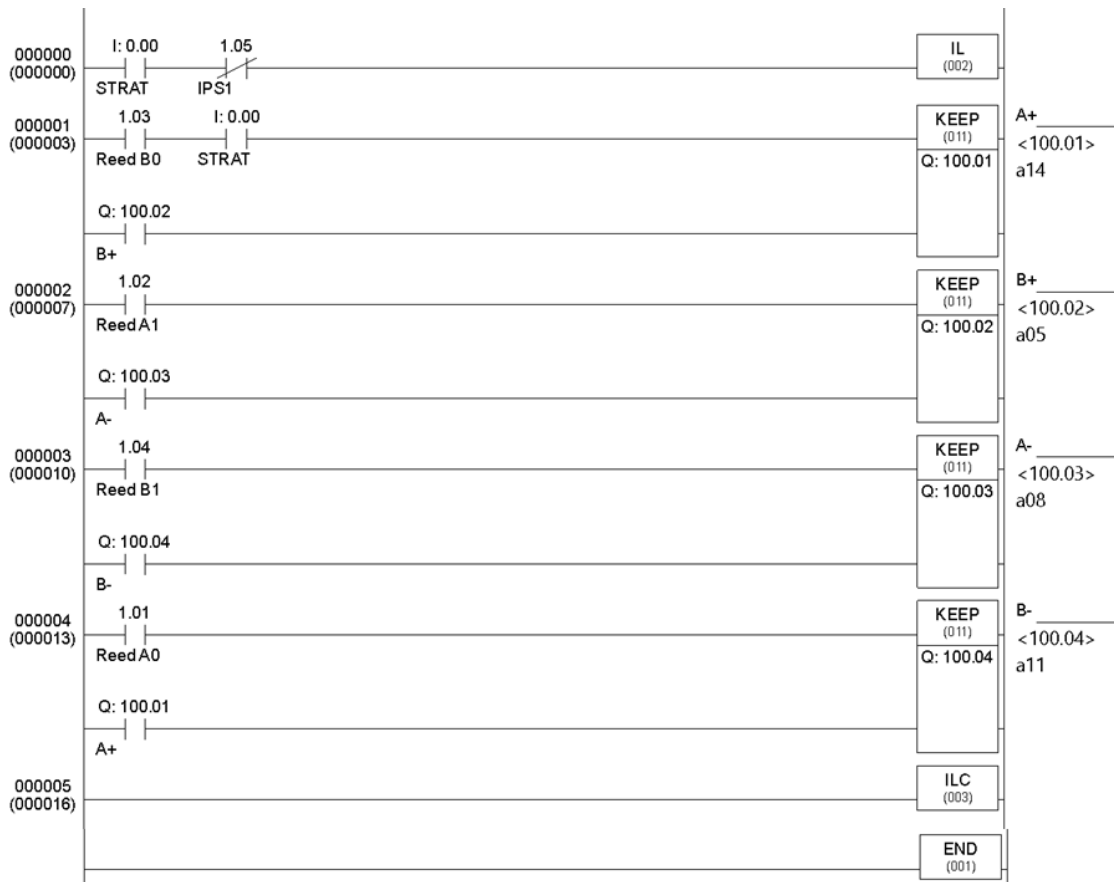 I: 0.00 1.05 IL
000000 (002)
(000000)
STRAT IPS1
1.03 I: 0.00 KEEP A+
000001 (011)
(000003) <100.01>
Reed B0 STRAT Q: 100.01 a14
Q: 100.02
B+
1.02 KEEP B+
000002 (011)
(000007) <100.02>
Reed A1 Q: 100.02 a05
Q: 100.03
A-
1.04 KEEP A-
000003 (011)
(000010) <100.03>
Reed B1 Q: 100.03 a08
Q: 100.04
B-
1.01 KEEP B-
000004 (011)
(000013) <100.04>
Reed A0 Q: 100.04 a11
Q: 100.01
A+
000005 ILC
(000016) (003)
END
(001)